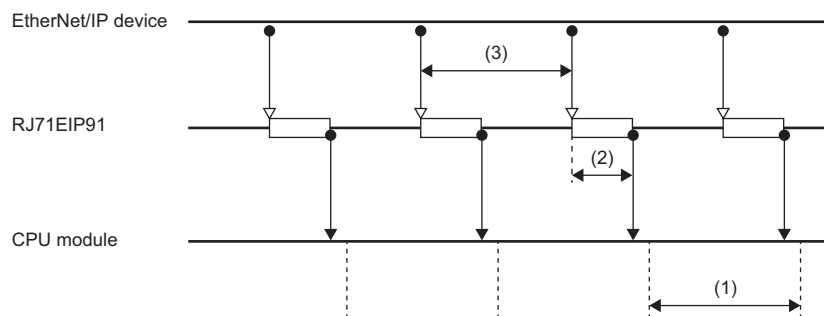 EtherNet/IP device
(3)
RJ71EIP91
(2)
CPU module
(1)